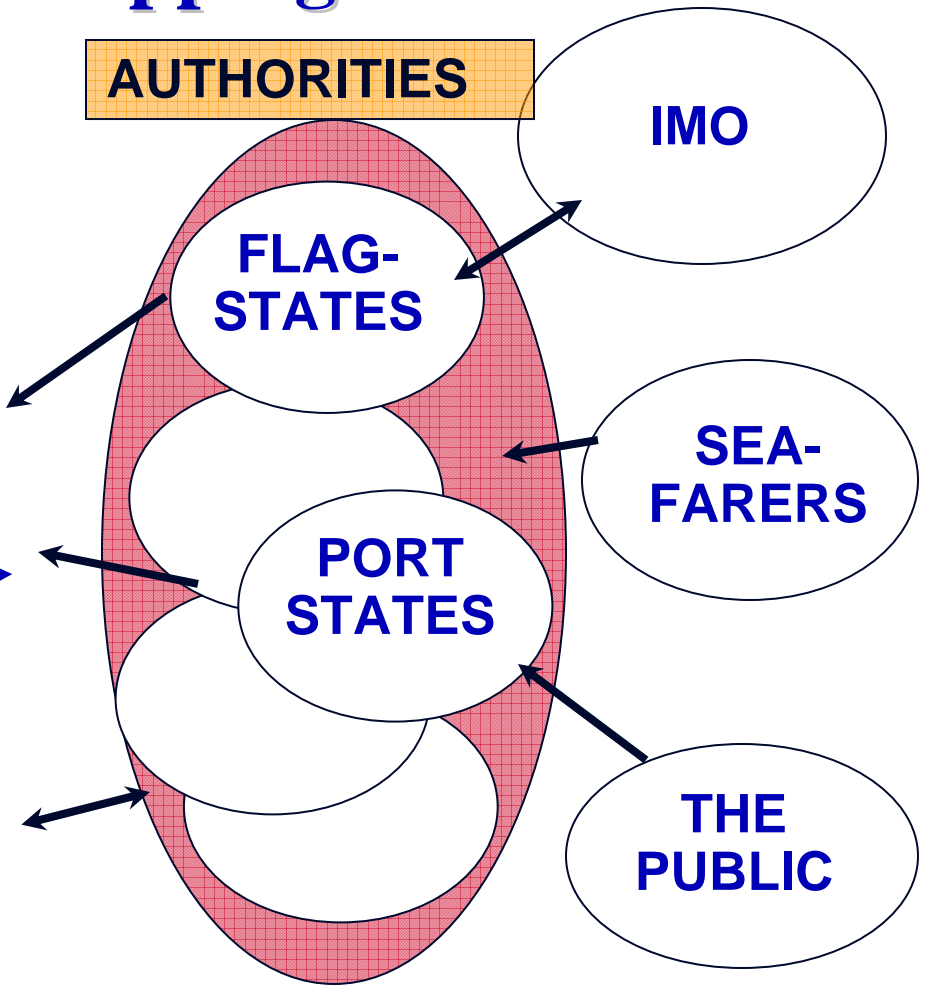 AUTHORITIES
IMO
FLAG-
STATES
SEA-
FARERS
PORT
STATES
THE
PUBLIC